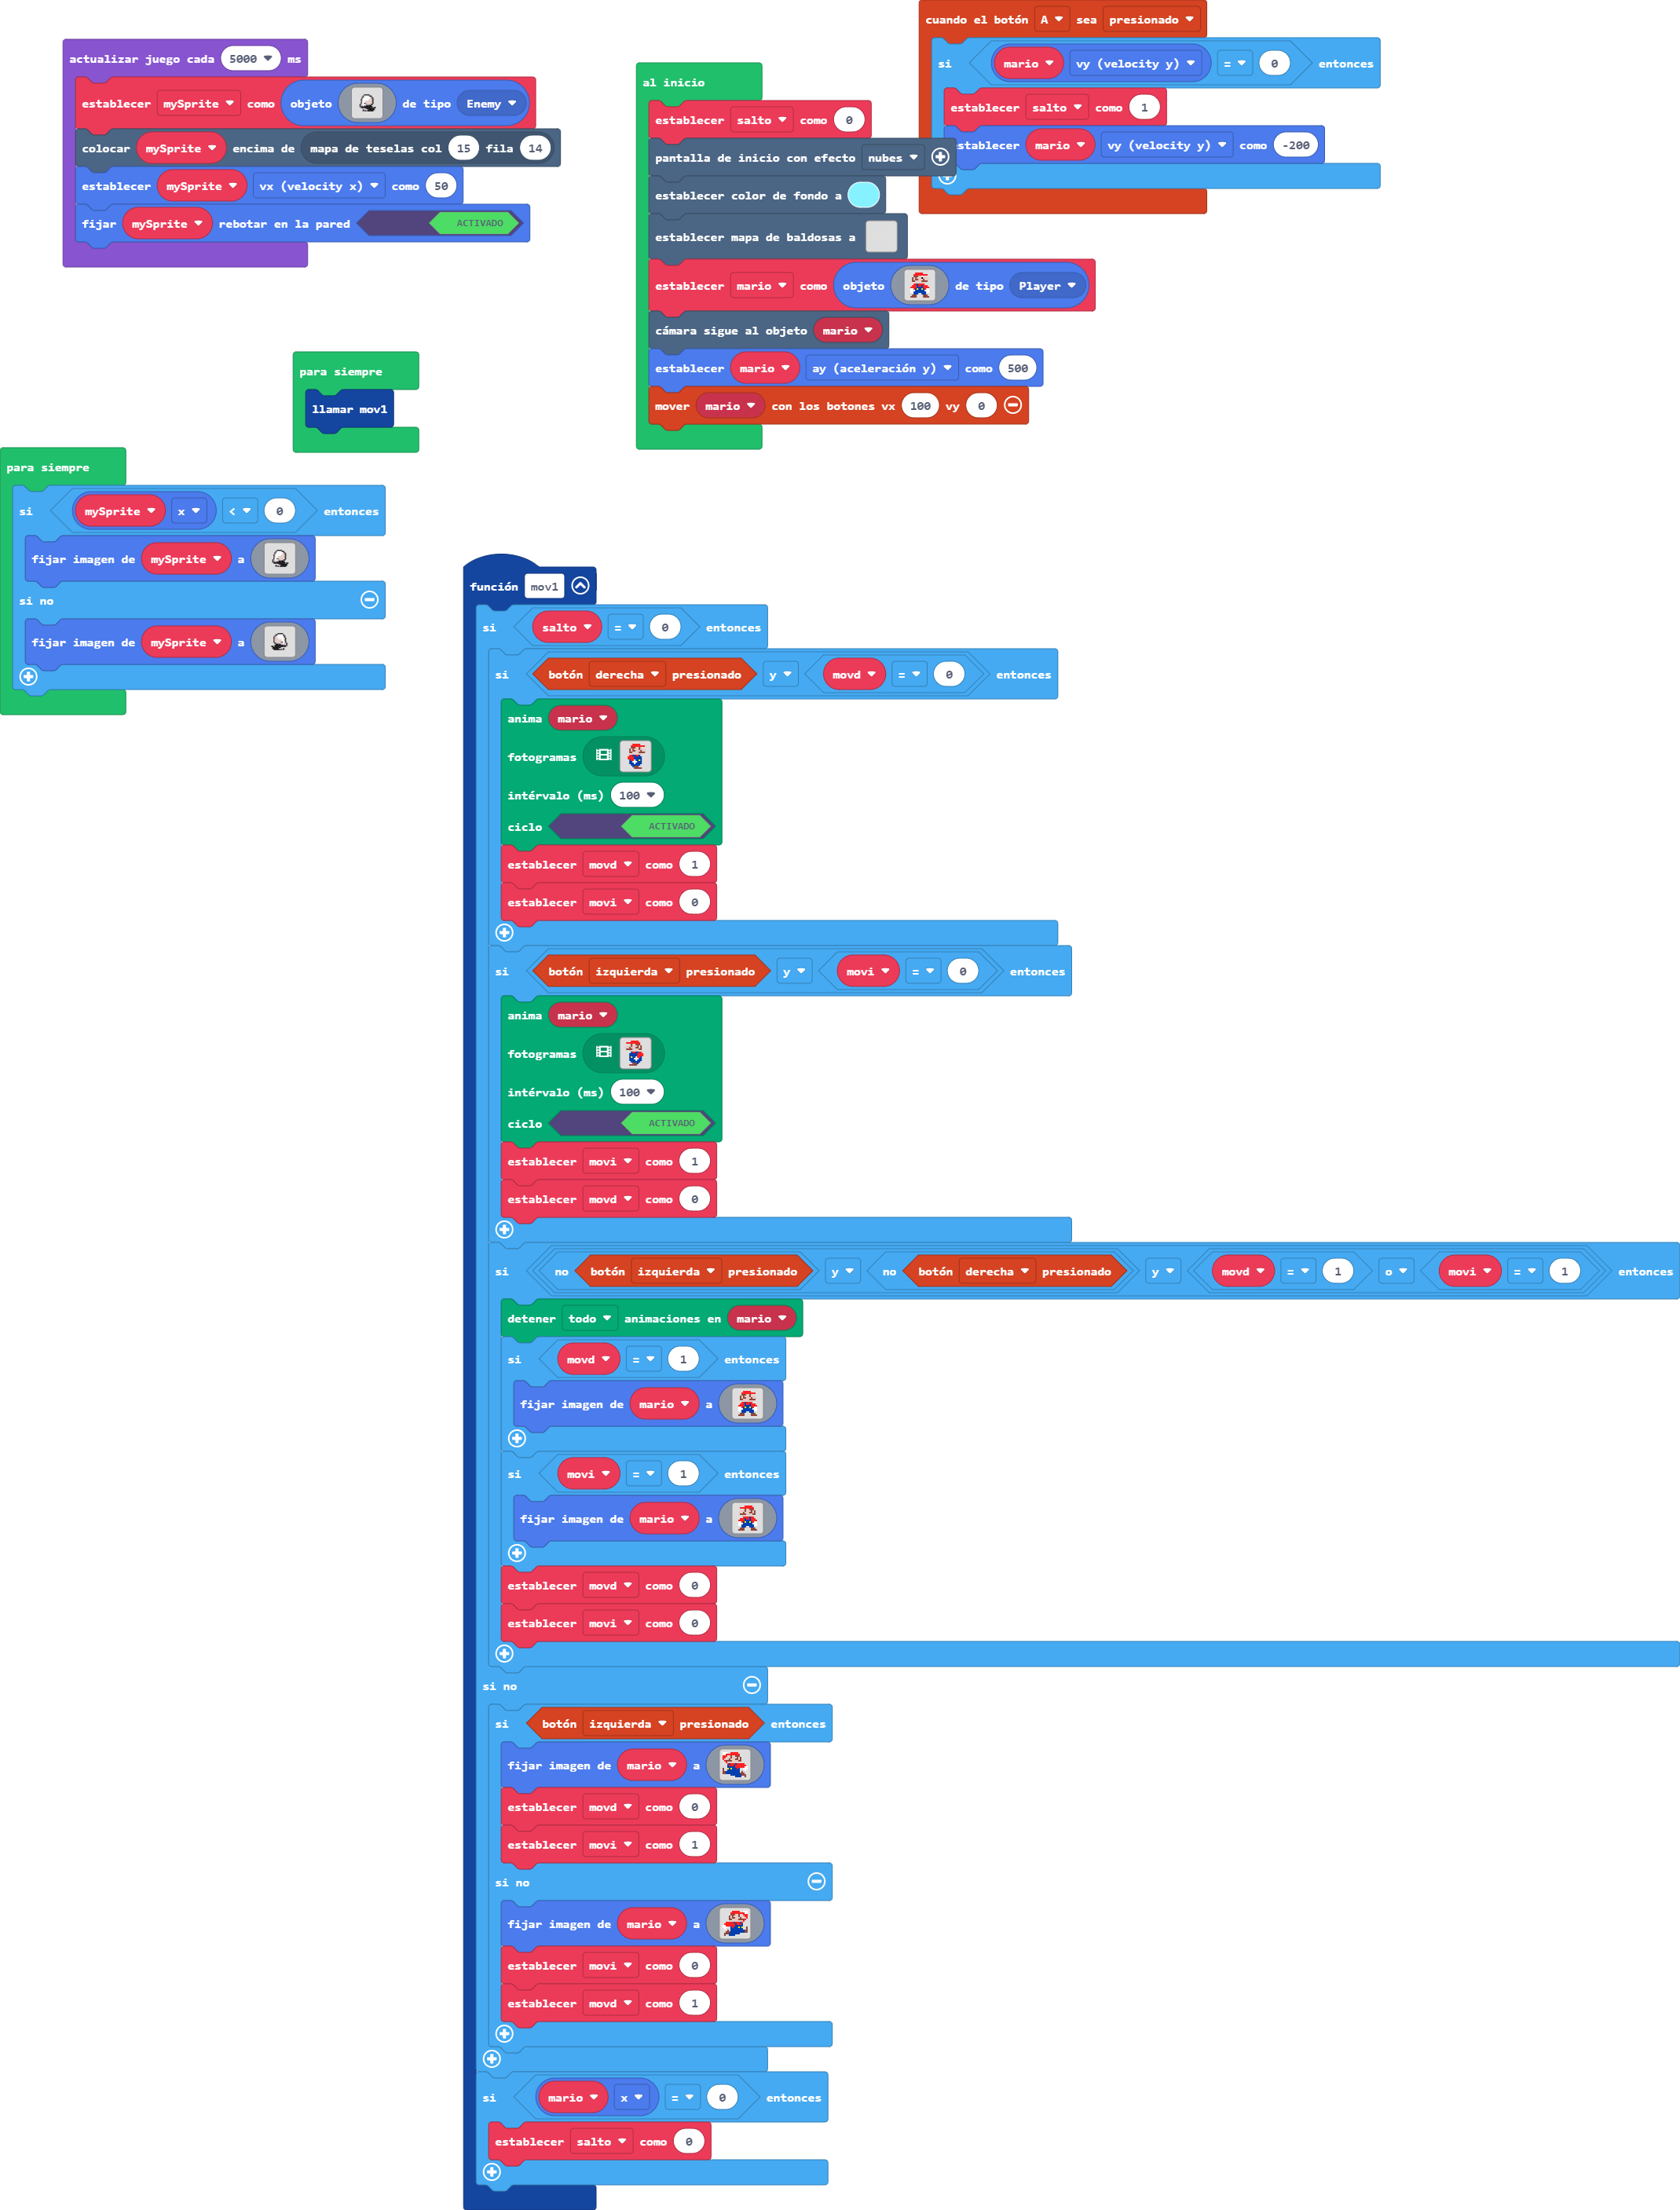 actualizar juego cada 5000 ms
establecer mySprite como objeto de tipo Enemy
colocar mySprite encima de mapa de teselas col 15 fila 14
establecer mySprite vx (velocity x) como 50
fijar mySprite rebotar en la pared ACTIVADO
al inicio
establecer salto como 0
pantalla de inicio con efecto nubes
establecer color de fondo a
establecer mapa de baldosas a
establecer mario como objeto de tipo Player
cámara sigue al objeto mario
establecer mario ay (aceleración y) como 500
mover mario con los botones vx 100 vy 0
cuando el botón A sea presionado
si mario vy (velocity y) = 0 entonces
establecer salto como 1
stablecer mario vy (velocity y) como -200
para siempre
llamar mov1
para siempre
si mySprite x < 0 entonces
fijar imagen de mySprite a
si no
fijar imagen de mySprite a
función mov1
si salto = 0 entonces
si botón derecha presionado y movd = 0 entonces
anima mario
fotogramas
intérvalo (ms) 100
ciclo ACTIVADO
establecer movd como 1
establecer movi como 0
si botón izquierda presionado y movi = 0 entonces
anima mario
fotogramas
intérvalo (ms) 100
ciclo ACTIVADO
establecer movi como 1
establecer movd como 0
si no botón izquierda presionado y no botón derecha presionado y movd = 1 o movi = 1 entonces
detener todo animaciones en mario
si movd = 1 entonces
fijar imagen de mario a
si movi = 1 entonces
fijar imagen de mario a
establecer movd como 0
establecer movi como 0
si no
si botón izquierda presionado entonces
fijar imagen de mario a
establecer movd como 0
establecer movi como 1
si no
fijar imagen de mario a
establecer movi como 0
establecer movd como 1
si mario x = 0 entonces
establecer salto como 0